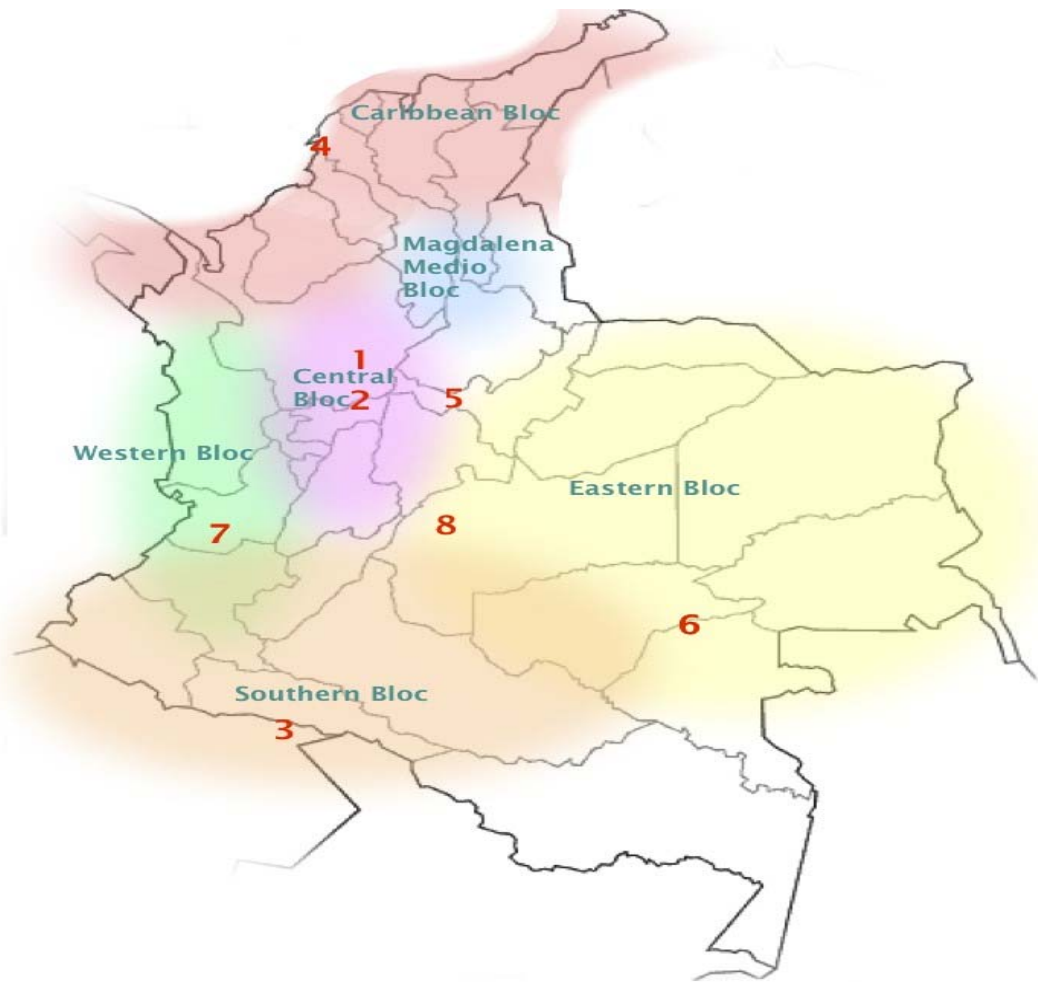 Caribbean Bloc
4
Magdalena
Medio
Bloc
1
Central
Bloc
2
5
Western Bloc
Eastern Bloc
7
8
6
Southern Bloc
3